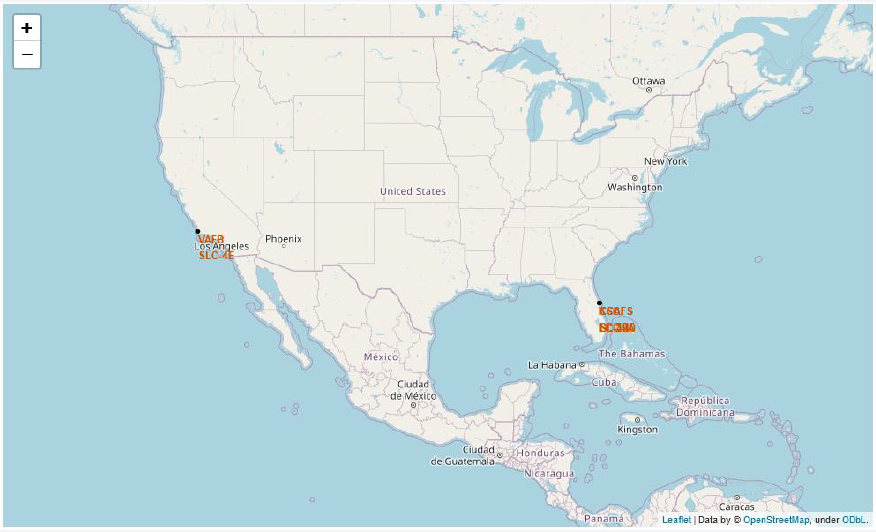 +
−
Ottawa
New York
Washington
United States
Phoenix
Los Angeles
SLC-4E
The Bahamas
La Habana
Cuba
México
Ciudad
de México
República
Dominicana
Kingston
Ciudad
de Guatemala
Honduras
Nicaragua
Panamá
Caracas
Leaflet | Data by © OpenStreetMap, under ODbL.